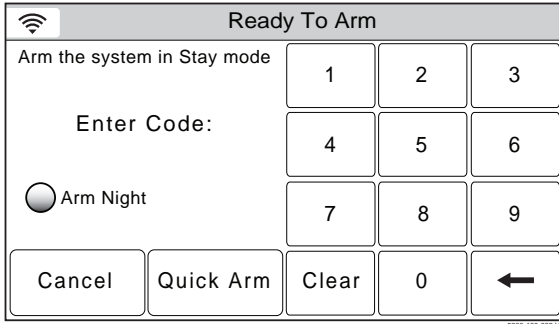 Ready To Arm
Arm the system in Stay mode
Enter Code:
Arm Night
1 2 3
4 5 6
7 8 9
Cancel Quick Arm Clear 0